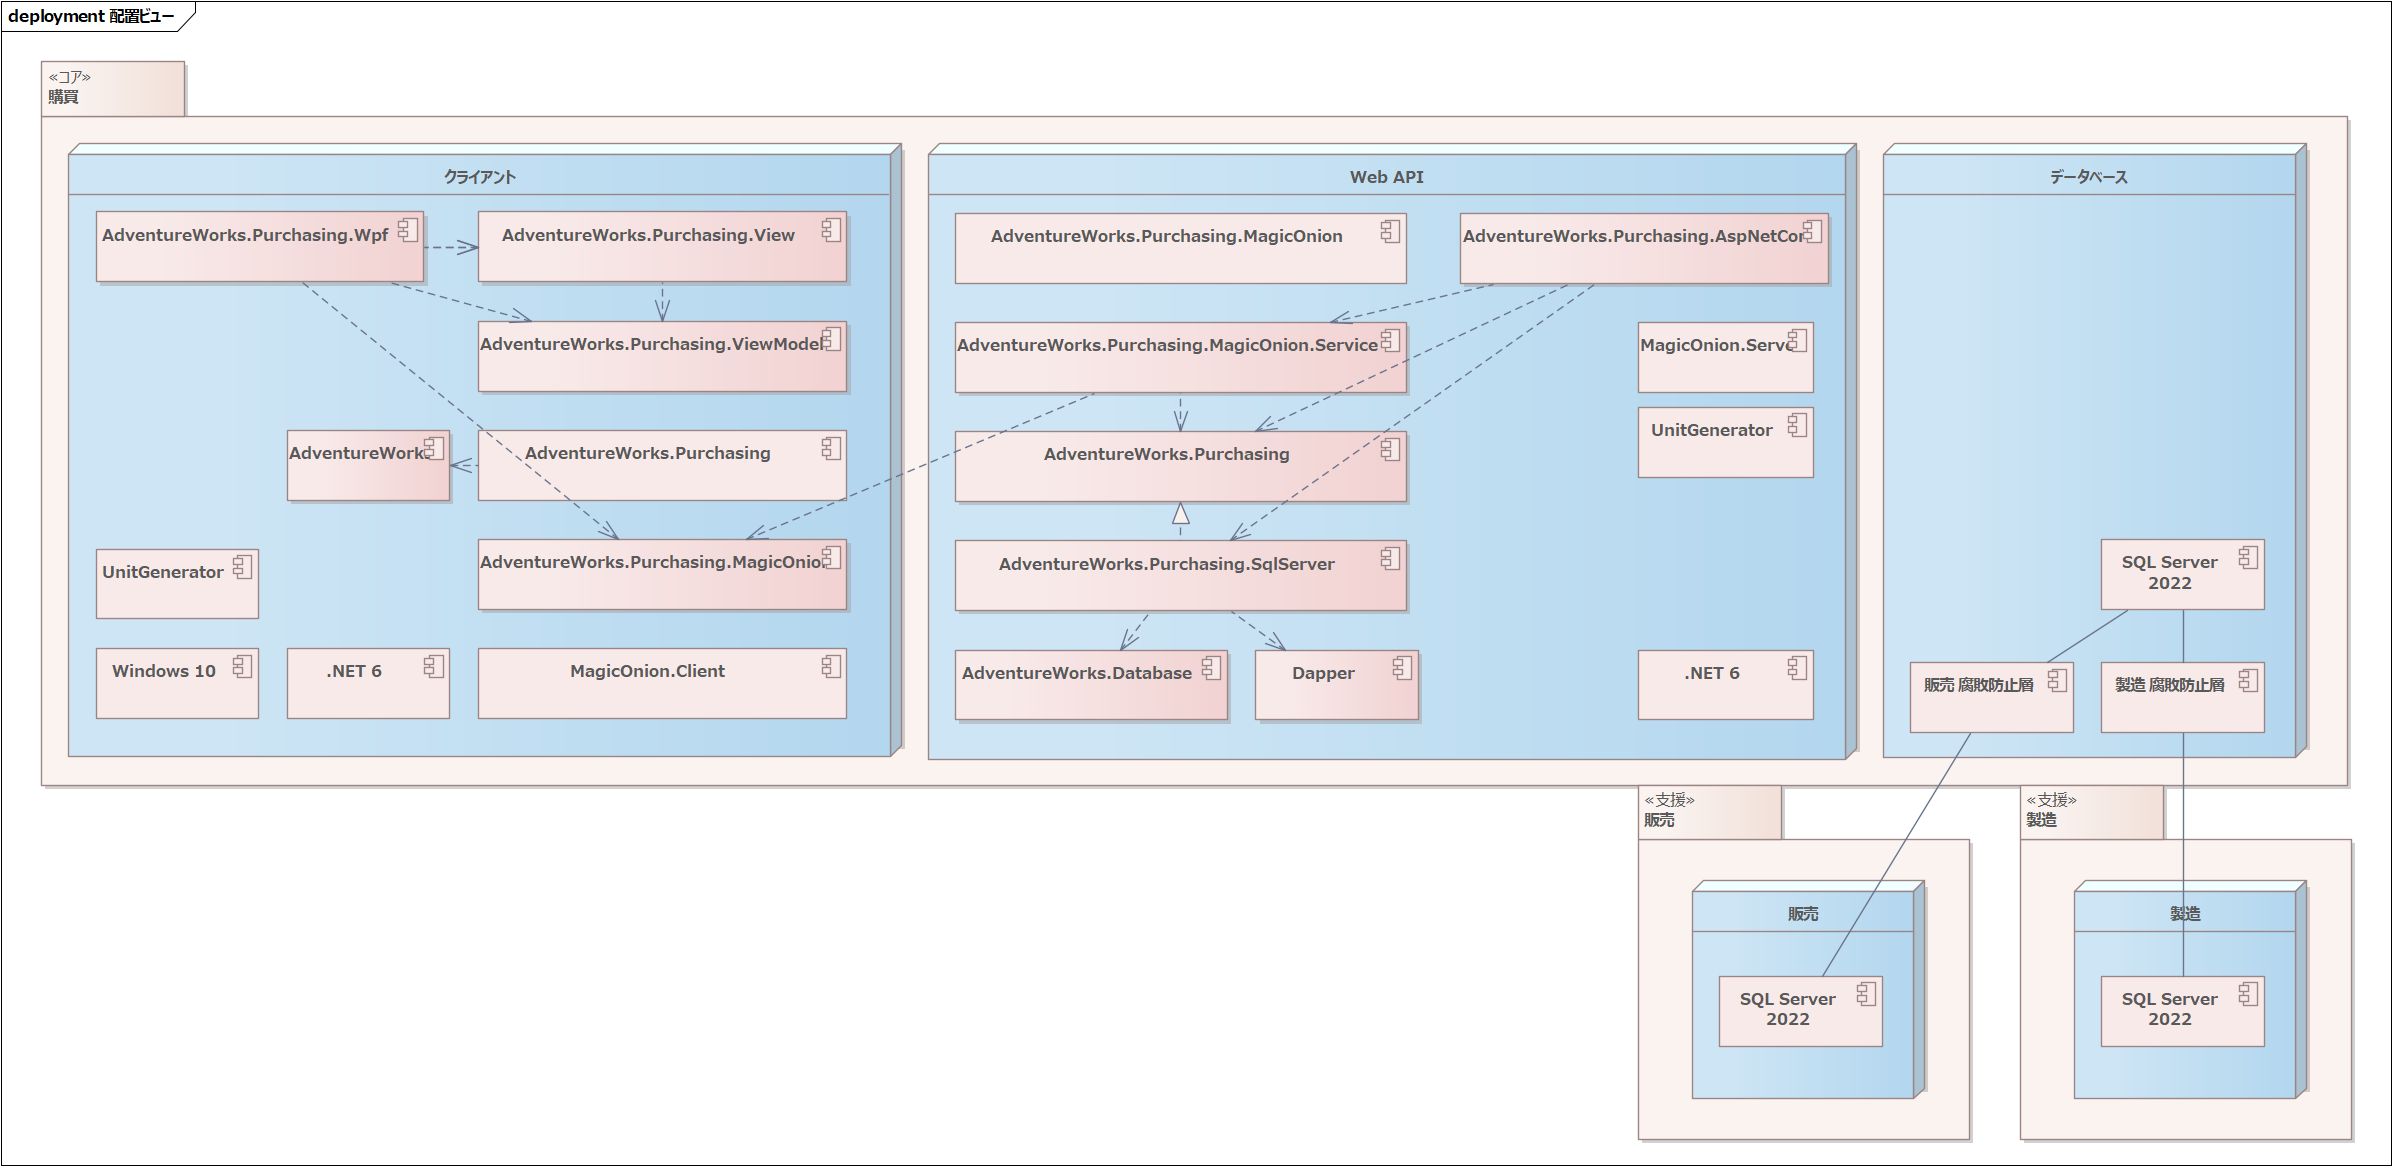 deployment 配置ビュー
«コア»
購買
クライアント
AdventureWorks.Purchasing.Wpf
AdventureWorks.Purchasing.View
AdventureWorks.Purchasing.ViewModel
AdventureWorks
AdventureWorks.Purchasing
UnitGenerator
AdventureWorks.Purchasing.MagicOnion
Windows 10
.NET 6
MagicOnion.Client
Web API
AdventureWorks.Purchasing.MagicOnion
AdventureWorks.Purchasing.AspNetCor
AdventureWorks.Purchasing.MagicOnion.Service
MagicOnion.Serve
UnitGenerator
AdventureWorks.Purchasing
AdventureWorks.Purchasing.SqlServer
AdventureWorks.Database
Dapper
.NET 6
データベース
SQL Server
2022
販売 腐敗防止層
製造 腐敗防止層
«支援»
販売
販売
SQL Server
2022
«支援»
製造
製造
SQL Server
2022